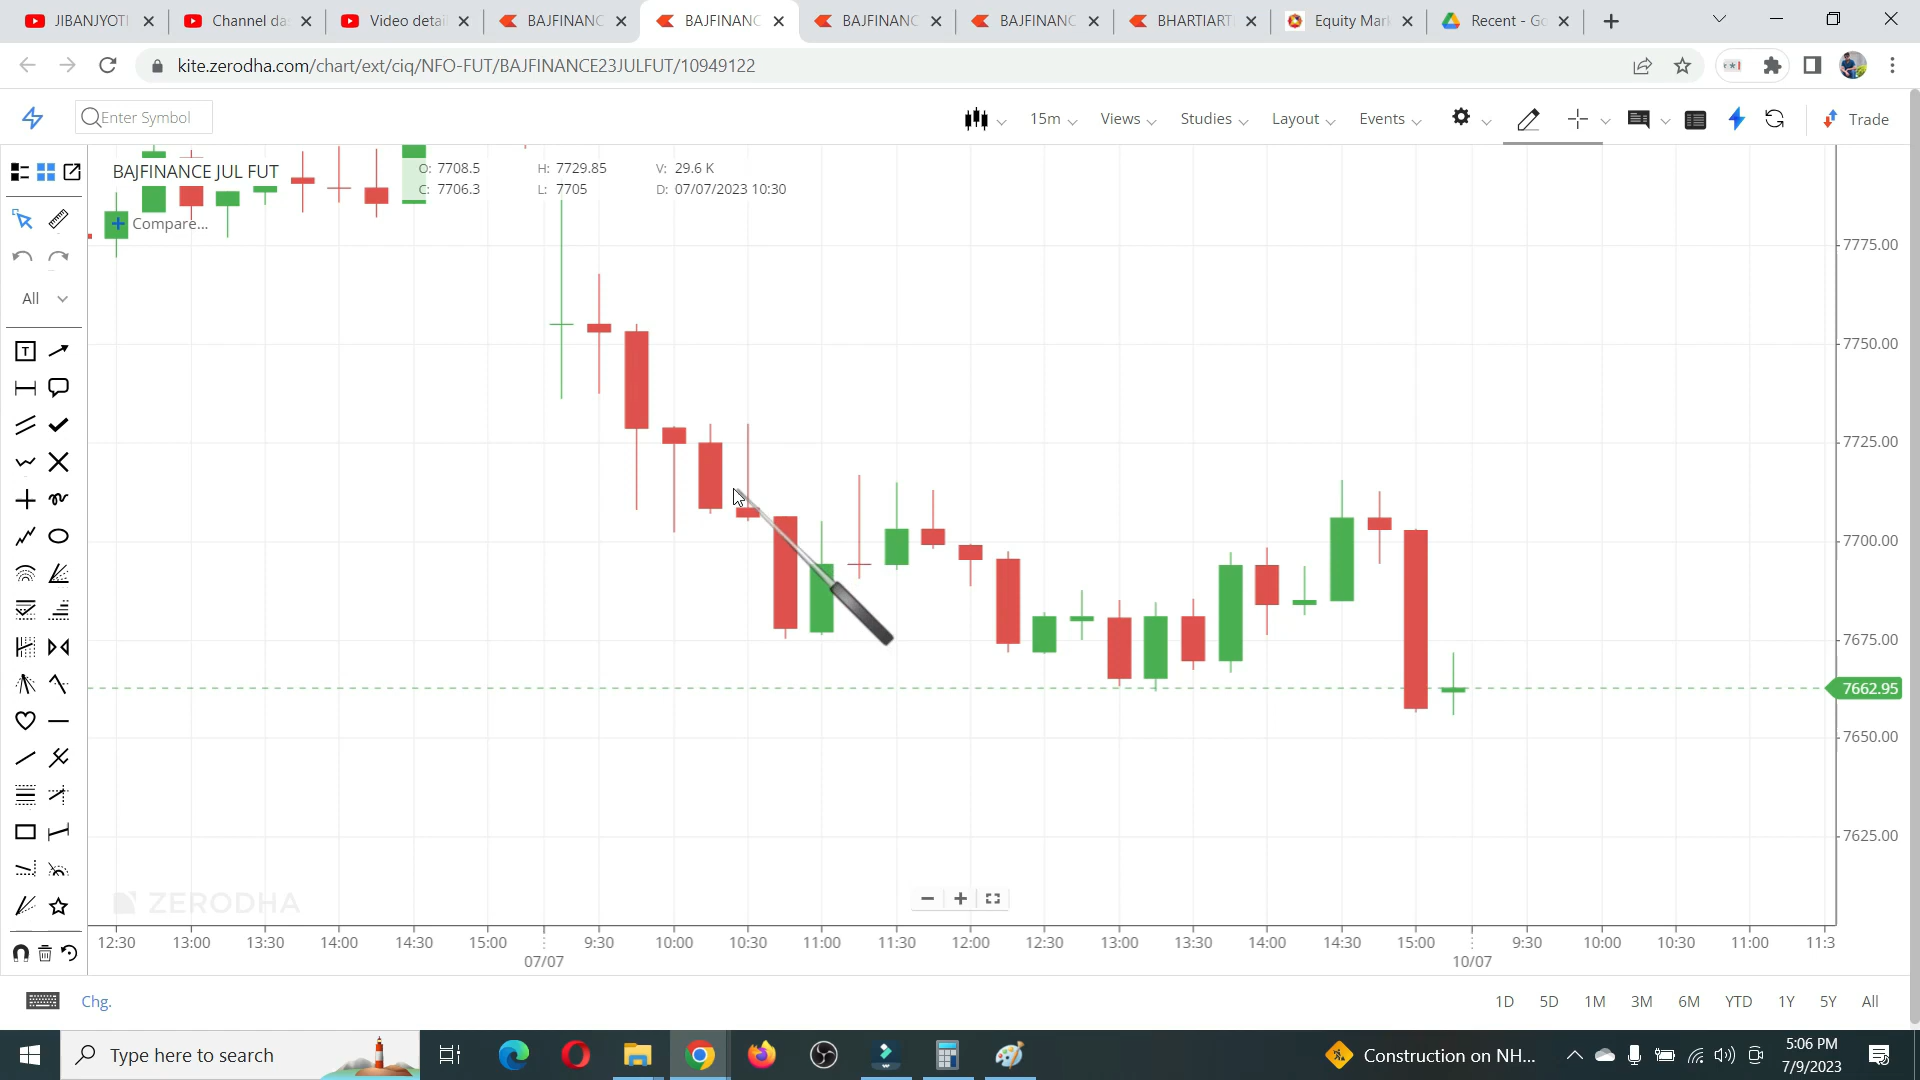 JIBANJYOTI
Channel da
Video detai
BAJFINANC
BAJFINANC
BAJFINANC
BAJFINANC
BHARTIART
Equity Mar
Recent - Go
kite.zerodha.com/chart/ext/ciq/NFO-FUT/BAJFINANCE23JULFUT/10949122
Enter Symbol
15m
Views
Studies
Layout
Events
Trade
BAJFINANCE JUL FUT
O: 7708.5 H: 7729.85 V: 29.6 K
C: 7706.3 L: 7705 D: 07/07/2023 10:30
Compare...
All
7775.00
7750.00
7725.00
7700.00
7675.00
7662.95
7650.00
7625.00
ZERODHA
12:30 13:00 13:30 14:00 14:30 15:00 9:30 10:00 10:30 11:00 11:30 12:00 12:30 13:00 13:30 14:00 14:30 15:00 9:30 10:00 10:30 11:00 11:3
07/07 10/07
Chg.
1D 5D 1M 3M 6M YTD 1Y 5Y All
Type here to search
Construction on NH...
5:06 PM
7/9/2023